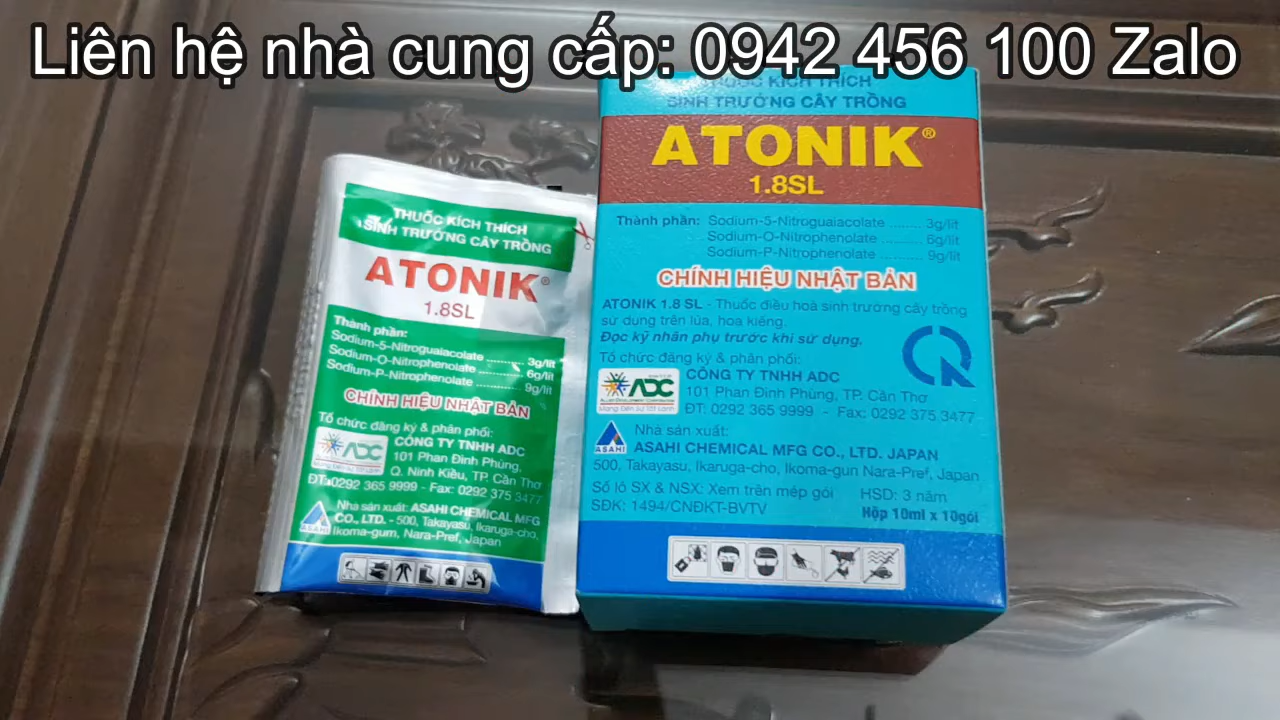 Liên hệ nhà cung cấp: 0942 456 100 Zalo
THUỐC KÍCH THÍCH
SINH TRƯỞNG CÂY TRỒNG
ATONIK®
1.8SL
Thành phần:
Sodium-5-Nitroguaiacolate .......... 3g/lít
Sodium-O-Nitrophenolate .......... 6g/lít
Sodium-P-Nitrophenolate .......... 9g/lít
CHÍNH HIỆU NHẬT BẢN
Tổ chức đăng ký & phân phối:
ADC
CÔNG TY TNHH ADC
101 Phan Đình Phùng,
Q. Ninh Kiều, TP. Cần Thơ
ĐT: 0292 365 9999 - Fax: 0292 375 3477
Nhà sản xuất: ASAHI CHEMICAL MFG
CO., LTD. - 500, Takayasu, Ikaruga-cho,
Ikoma-gum, Nara-Pref, Japan
ASAHI
THUỐC KÍCH THÍCH
SINH TRƯỞNG CÂY TRỒNG
ATONIK®
1.8SL
Thành phần: Sodium-5-Nitroguaiacolate ........ 3g/lít
Sodium-O-Nitrophenolate .......... 6g/lít
Sodium-P-Nitrophenolate ........... 9g/lít
CHÍNH HIỆU NHẬT BẢN
ATONIK 1.8 SL - Thuốc điều hoà sinh trưởng cây trồng
sử dụng trên lúa, hoa kiểng.
Đọc kỹ nhãn phụ trước khi sử dụng.
Tổ chức đăng ký & phân phối:
ADC
Mang Đến Sự Tốt Lành
CÔNG TY TNHH ADC
101 Phan Đình Phùng, TP. Cần Thơ
ĐT: 0292 365 9999 - Fax: 0292 375 3477
Nhà sản xuất:
ASAHI
ASAHI CHEMICAL MFG CO., LTD. JAPAN
500, Takayasu, Ikaruga-cho, Ikoma-gun Nara-Pref, Japan
Số lô SX & NSX: Xem trên mép gói HSD: 3 năm
SĐK: 1494/CNĐKT-BVTV Hộp 10ml x 10gói